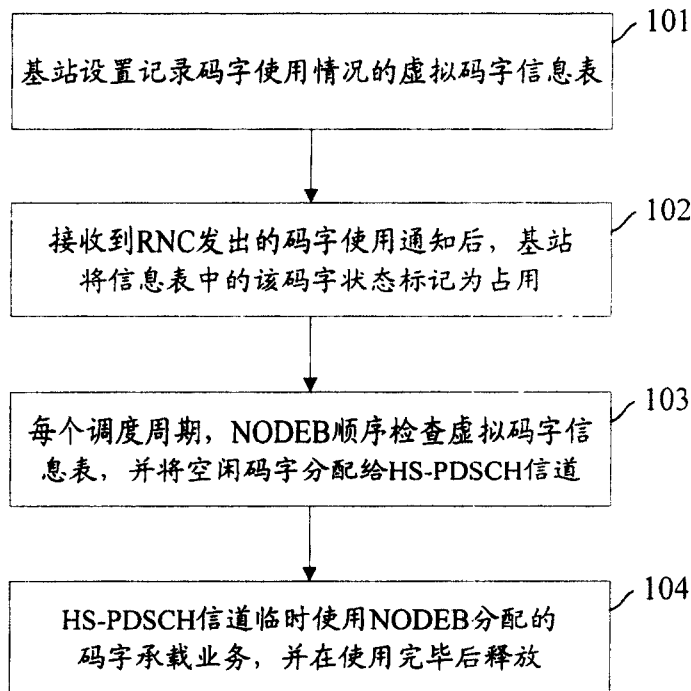 101
基站设置记录码字使用情况的虚拟码字信息表
102
接收到RNC发出的码字使用通知后，基站
将信息表中的该码字状态标记为占用
103
每个调度周期，NODEB顺序检查虚拟码字信
息表，并将空闲码字分配给HS-PDSCH信道
104
HS-PDSCH信道临时使用NODEB分配的
码字承载业务，并在使用完毕后释放